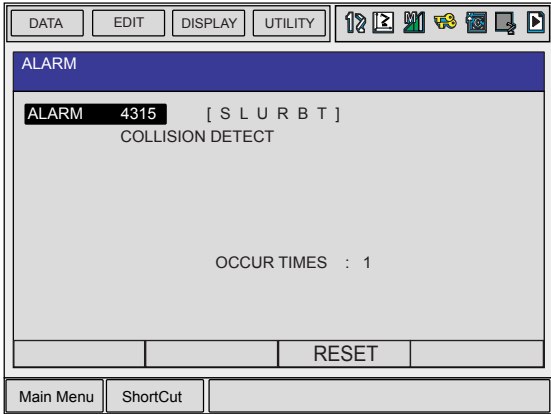 DATA EDIT DISPLAY UTILITY
ALARM
ALARM 4315 [ S L U R B T ]
COLLISION DETECT
OCCUR TIMES : 1
RESET
Main Menu ShortCut